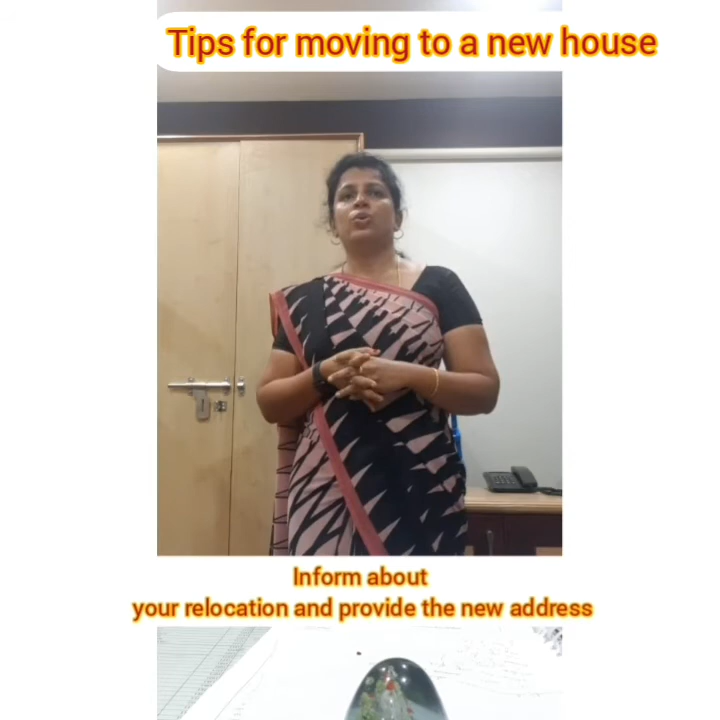 Tips for moving to a new house
Inform about
your relocation and provide the new address